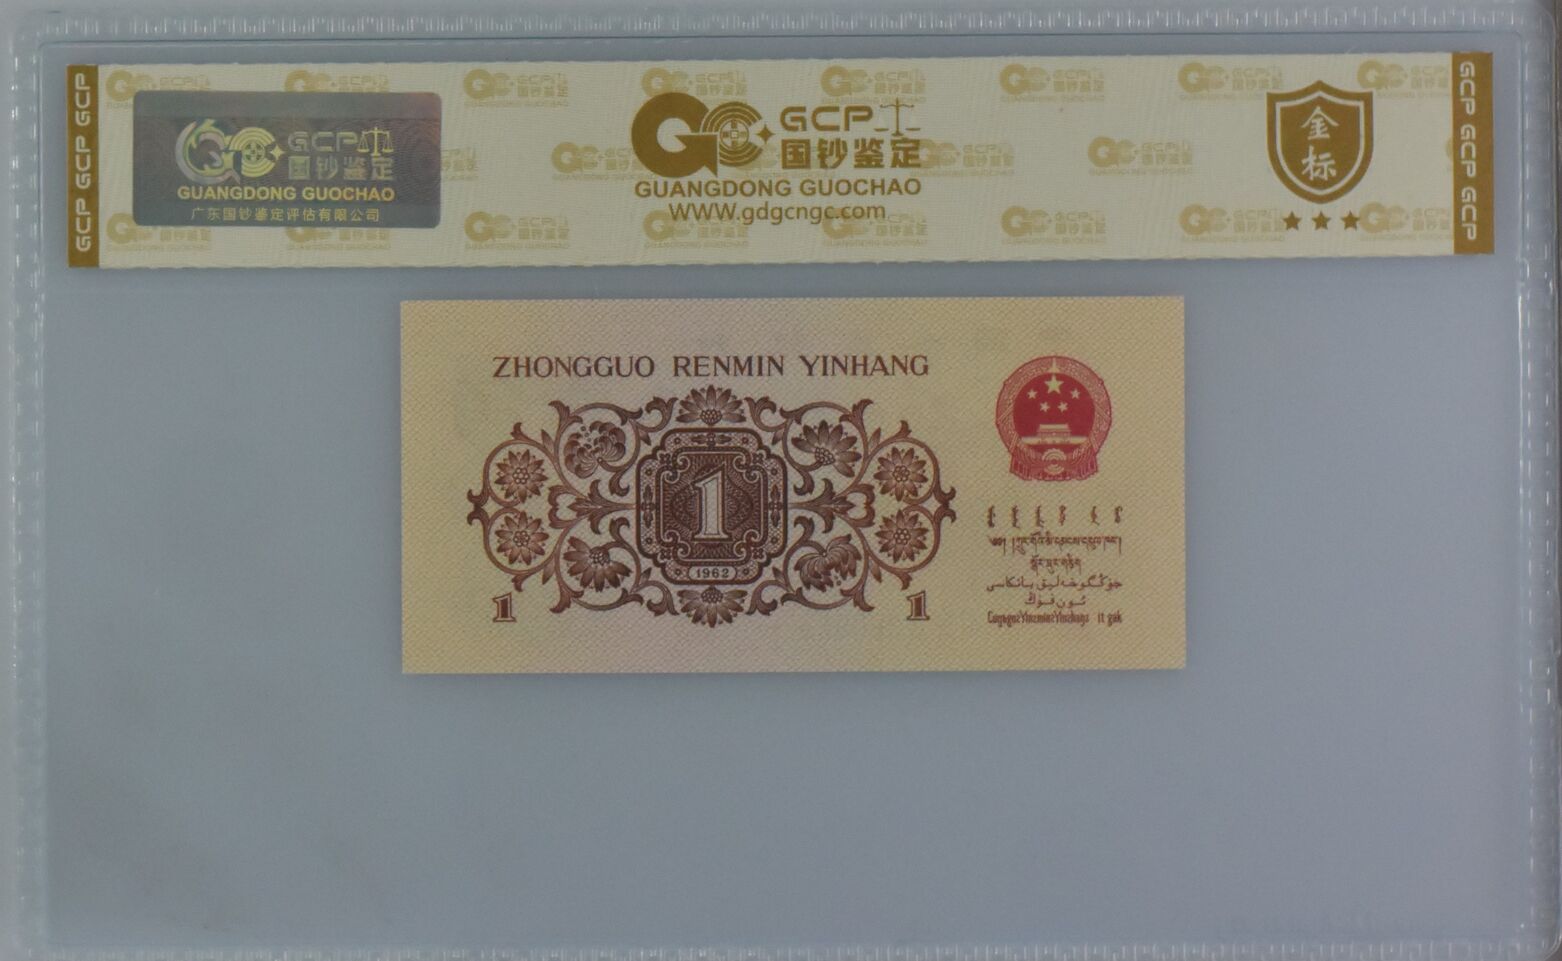 GCP GCP GCP
GCP
国钞鉴定
GUANGDONG GUOCHAO
广东国钞鉴定评估有限公司
GCP
国钞鉴定
GUANGDONG GUOCHAO
WWW.gdgcngc.com
金
标
GCP GCP GCP
ZHONGGUO RENMIN YINHANG
1
1962
1
1
جۇڭگوخەلىق بانكاسى